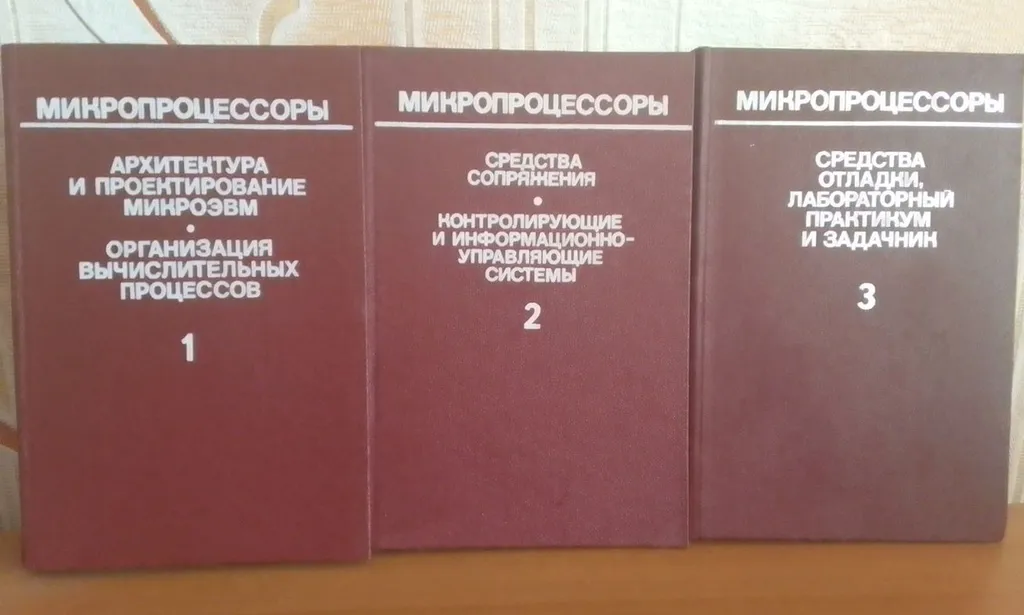 МИКРОПРОЦЕССОРЫ
АРХИТЕКТУРА
И ПРОЕКТИРОВАНИЕ
МИКРОЭВМ
•
ОРГАНИЗАЦИЯ
ВЫЧИСЛИТЕЛЬНЫХ
ПРОЦЕССОВ
1
МИКРОПРОЦЕССОРЫ
СРЕДСТВА
СОПРЯЖЕНИЯ
•
КОНТРОЛИРУЮЩИЕ
И ИНФОРМАЦИОННО-
УПРАВЛЯЮЩИЕ
СИСТЕМЫ
2
МИКРОПРОЦЕССОРЫ
СРЕДСТВА
ОТЛАДКИ,
ЛАБОРАТОРНЫЙ
ПРАКТИКУМ
И ЗАДАЧНИК
3